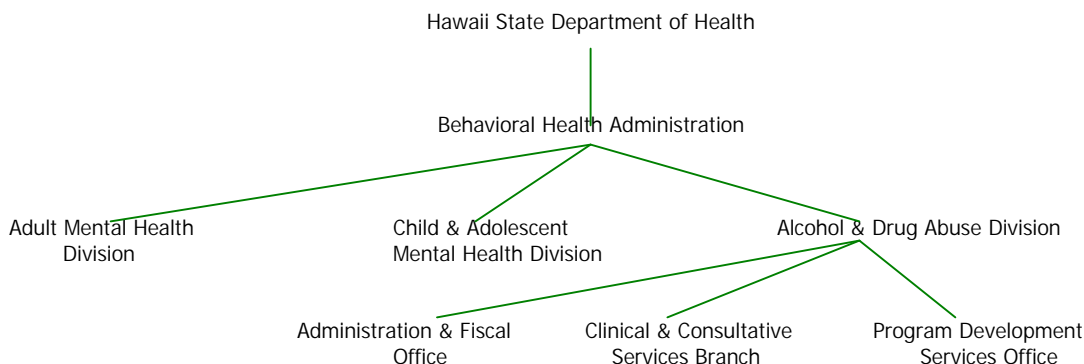 Hawaii State Department of Health
Behavioral Health Administration
Adult Mental Health
Division
Child & Adolescent
Mental Health Division
Alcohol & Drug Abuse Division
Administration & Fiscal
Office
Clinical & Consultative
Services Branch
Program Development
Services Office